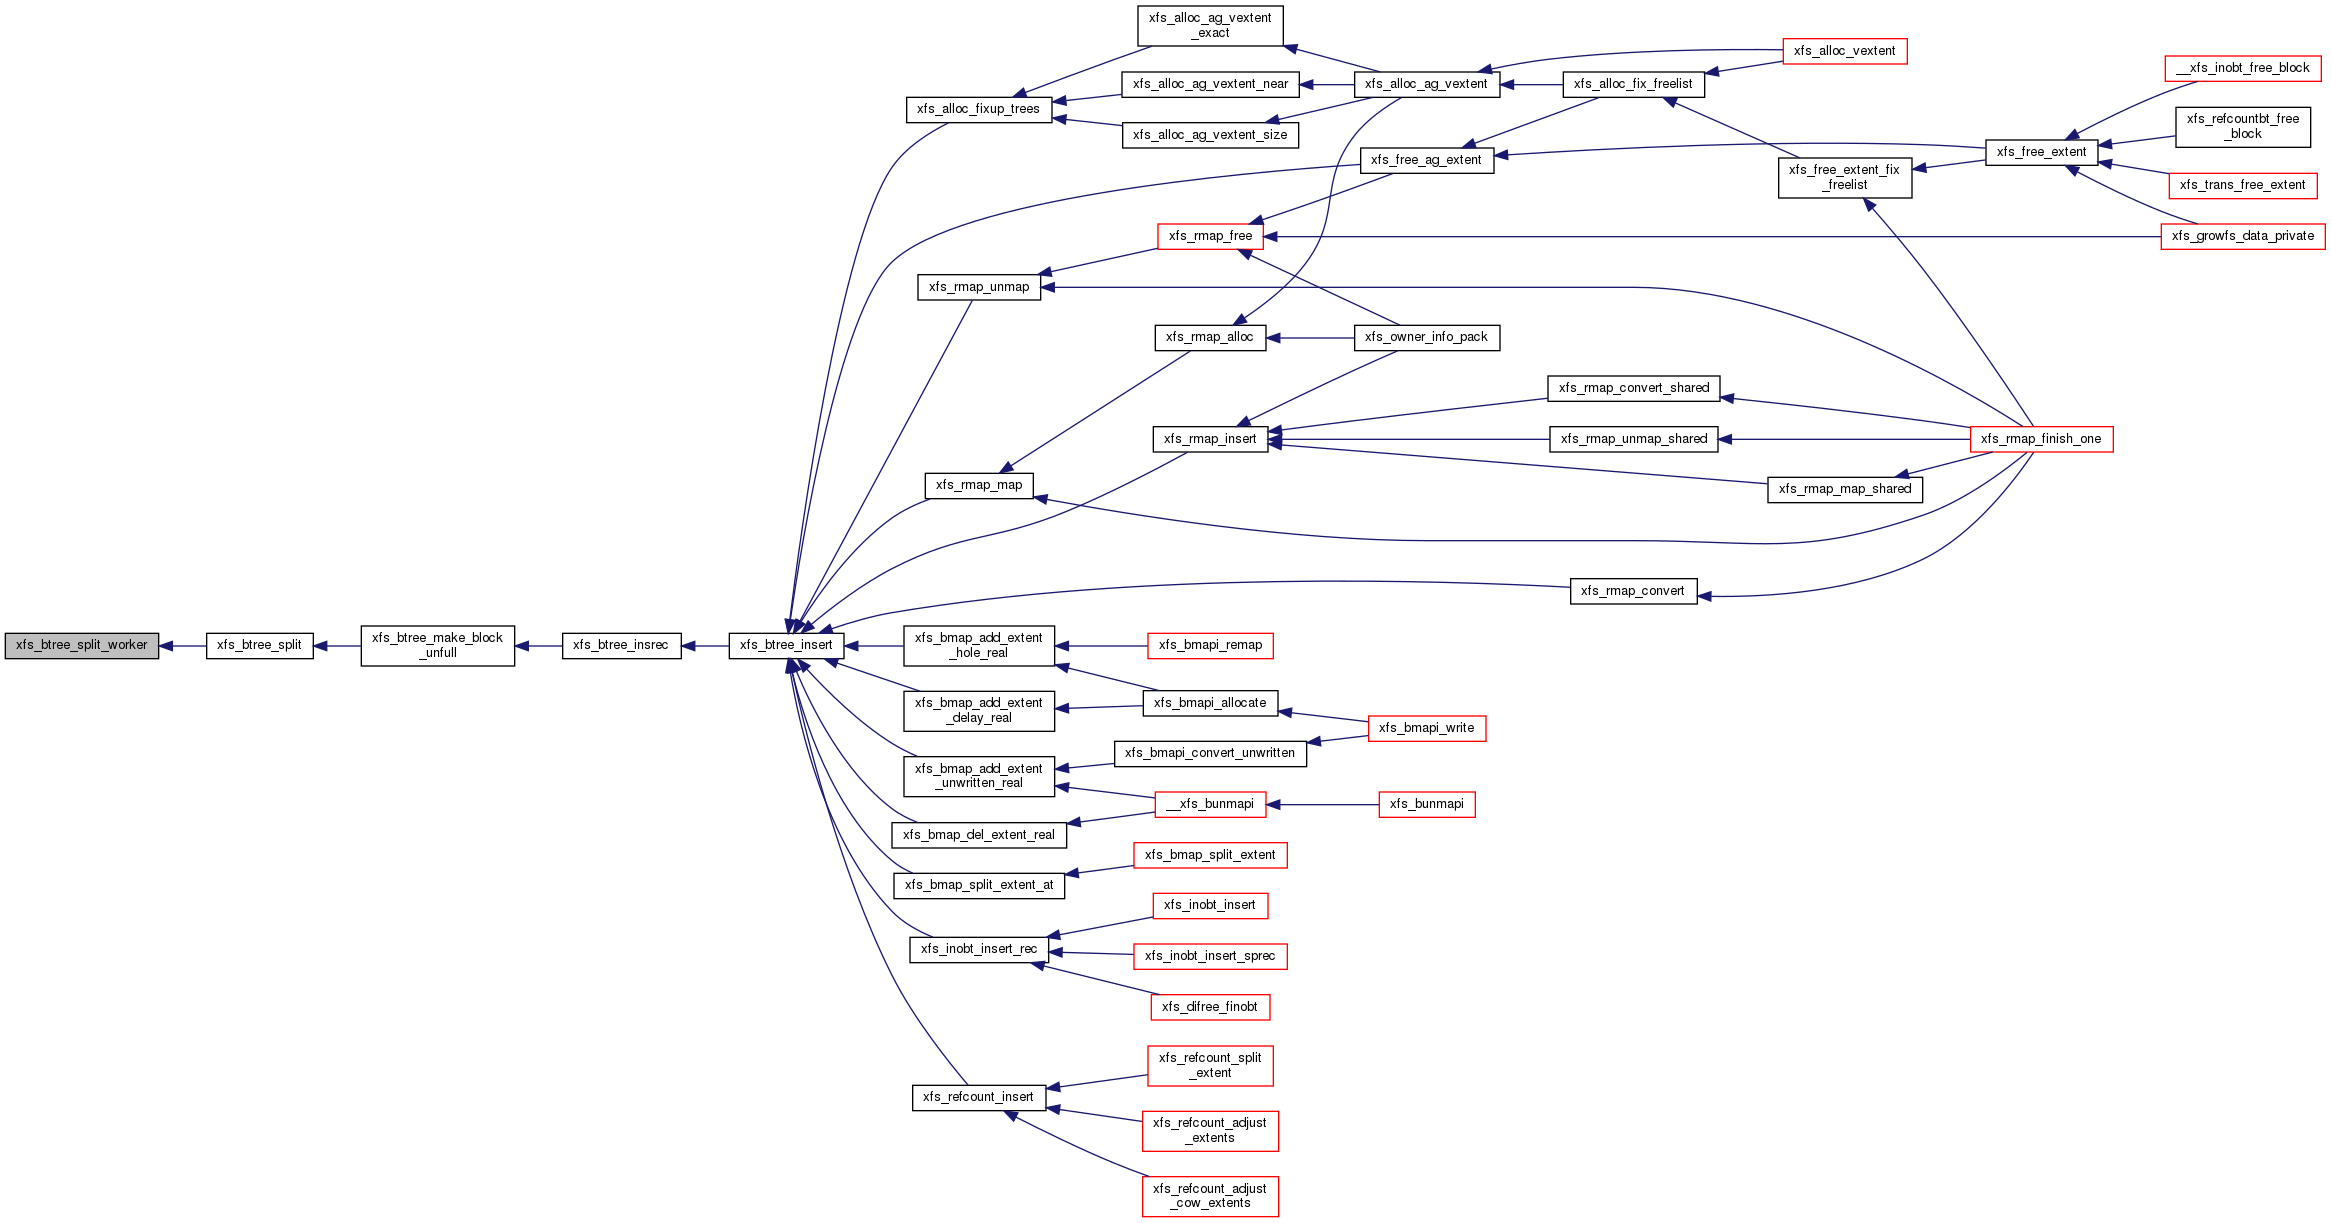 xfs_alloc_ag_vextent
_exact
xfs_alloc_vextent
__xfs_inobt_free_block
xfs_alloc_ag_vextent_near
xfs_alloc_ag_vextent
xfs_alloc_fix_freelist
xfs_alloc_fixup_trees
xfs_refcountbt_free
_block
xfs_alloc_ag_vextent_size
xfs_free_ag_extent
xfs_free_extent
xfs_free_extent_fix
_freelist
xfs_trans_free_extent
xfs_rmap_free
xfs_growfs_data_private
xfs_rmap_unmap
xfs_rmap_alloc
xfs_owner_info_pack
xfs_rmap_convert_shared
xfs_rmap_insert
xfs_rmap_unmap_shared
xfs_rmap_finish_one
xfs_rmap_map
xfs_rmap_map_shared
xfs_rmap_convert
xfs_btree_split_worker
xfs_btree_split
xfs_btree_make_block
_unfull
xfs_btree_insrec
xfs_btree_insert
xfs_bmap_add_extent
_hole_real
xfs_bmapi_remap
xfs_bmap_add_extent
_delay_real
xfs_bmapi_allocate
xfs_bmapi_write
xfs_bmapi_convert_unwritten
xfs_bmap_add_extent
_unwritten_real
__xfs_bunmapi
xfs_bunmapi
xfs_bmap_del_extent_real
xfs_bmap_split_extent
xfs_bmap_split_extent_at
xfs_inobt_insert
xfs_inobt_insert_rec
xfs_inobt_insert_sprec
xfs_difree_finobt
xfs_refcount_split
_extent
xfs_refcount_insert
xfs_refcount_adjust
_extents
xfs_refcount_adjust
_cow_extents